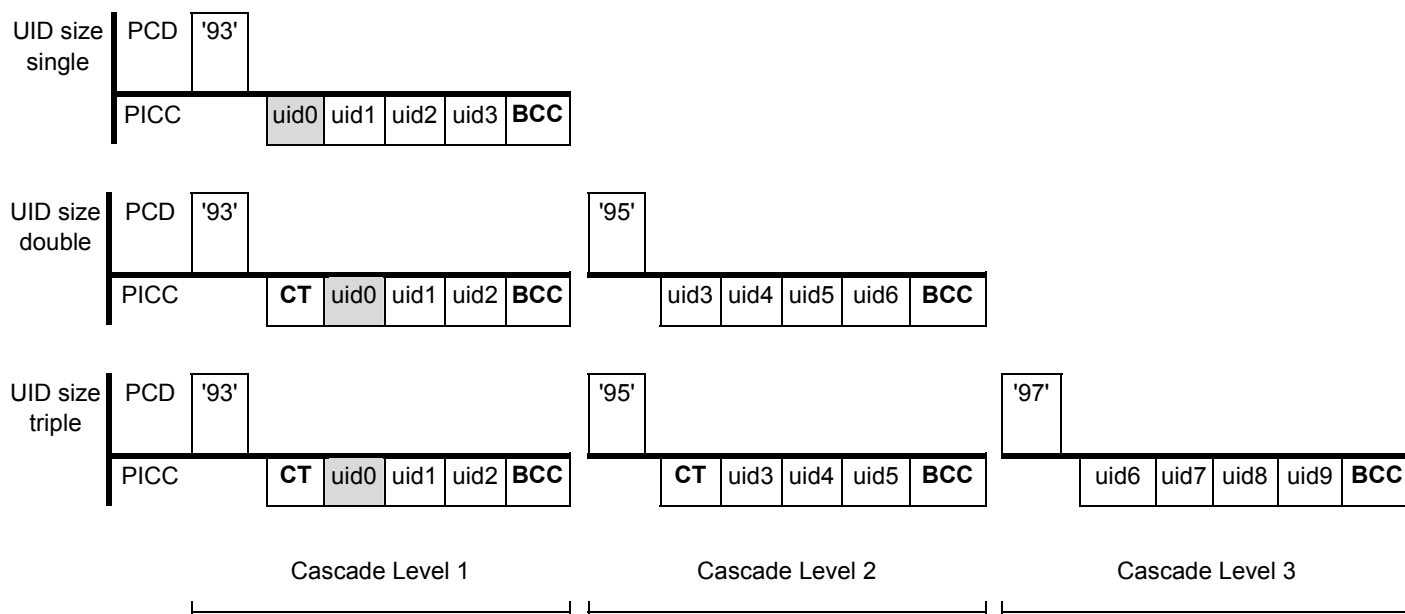 UID size single PCD '93'
PICC uid0 uid1 uid2 uid3 BCC
UID size double PCD '93' '95'
PICC CT uid0 uid1 uid2 BCC uid3 uid4 uid5 uid6 BCC
UID size triple PCD '93' '95' '97'
PICC CT uid0 uid1 uid2 BCC CT uid3 uid4 uid5 BCC uid6 uid7 uid8 uid9 BCC
Cascade Level 1 Cascade Level 2 Cascade Level 3